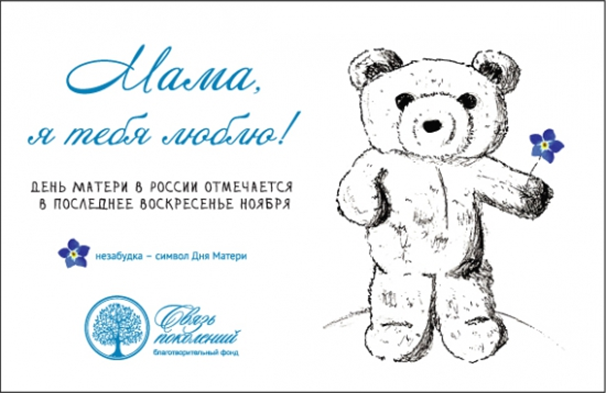 Мама,
я тебя люблю!
ДЕНЬ МАТЕРИ В РОССИИ ОТМЕЧАЕТСЯ
В ПОСЛЕДНЕЕ ВОСКРЕСЕНЬЕ НОЯБРЯ
незабудка – символ Дня Матери
Связь
поколений
благотворительный фонд